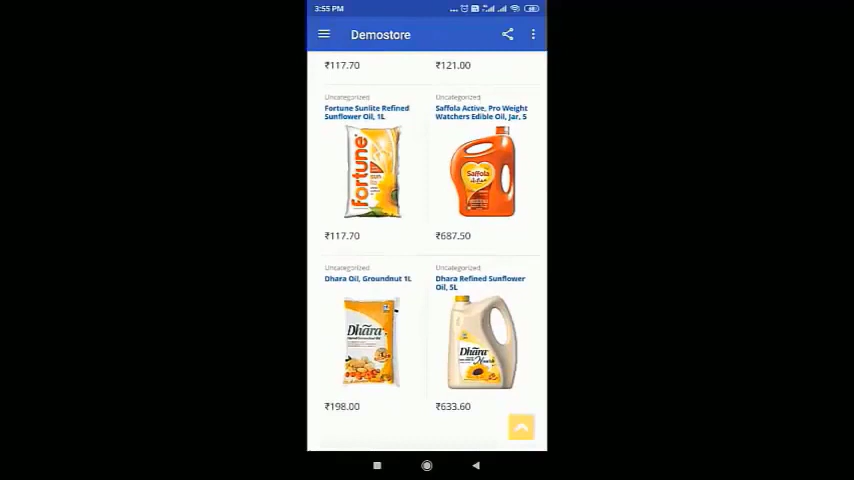 3:55 PM
Demostore
₹117.70
₹121.00
Uncategorized
Fortune Sunlite Refined
Sunflower Oil, 1L
fortune
₹117.70
Uncategorized
Saffola Active, Pro Weight
Watchers Edible Oil, Jar, 5
Saffola
₹687.50
Uncategorized
Dhara Oil, Groundnut 1L
Dhara
₹198.00
Uncategorized
Dhara Refined Sunflower
Oil, 5L
Dhara
₹633.60